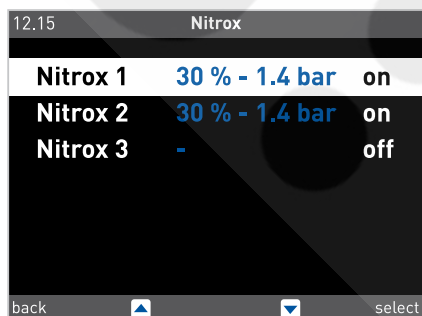 12.15 Nitrox
Nitrox 1 30 % - 1.4 bar on
Nitrox 2 30 % - 1.4 bar on
Nitrox 3 - off
back select